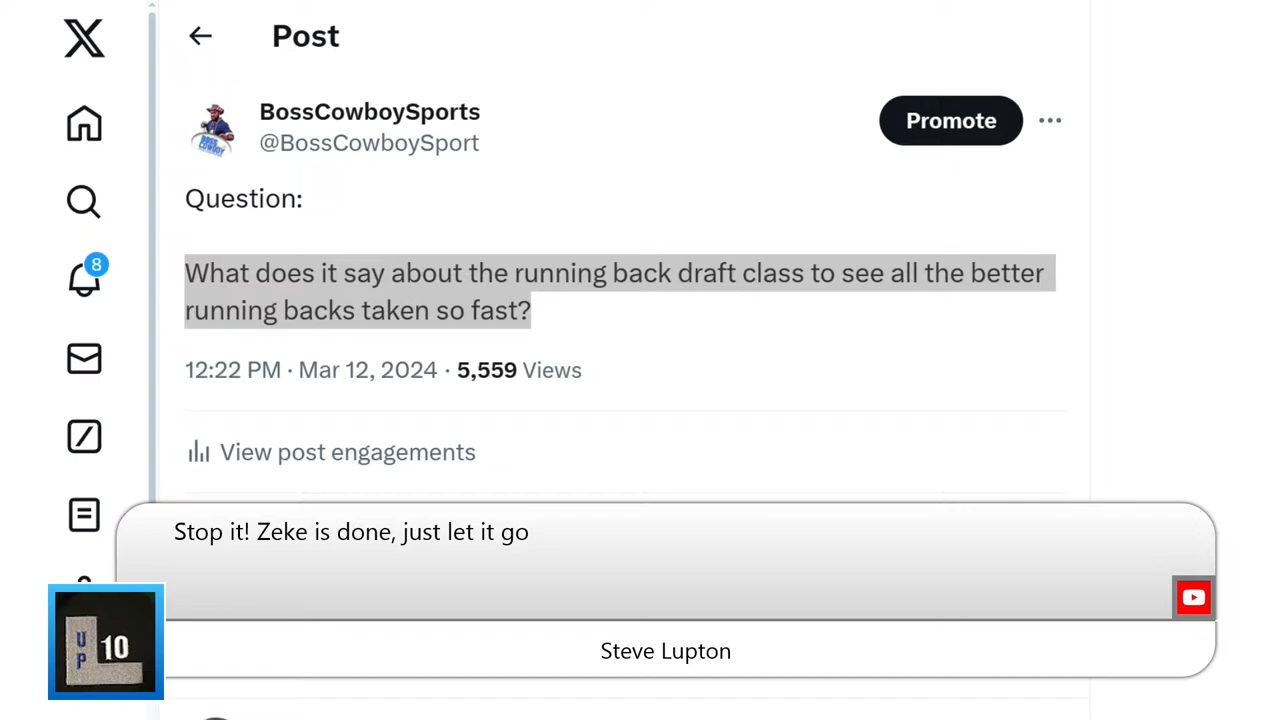 Post
BossCowboySports
@BossCowboySport
Promote
Question:
What does it say about the running back draft class to see all the better
running backs taken so fast?
8
12:22 PM · Mar 12, 2024 · 5,559 Views
View post engagements
Stop it! Zeke is done, just let it go
UP 10
Steve Lupton